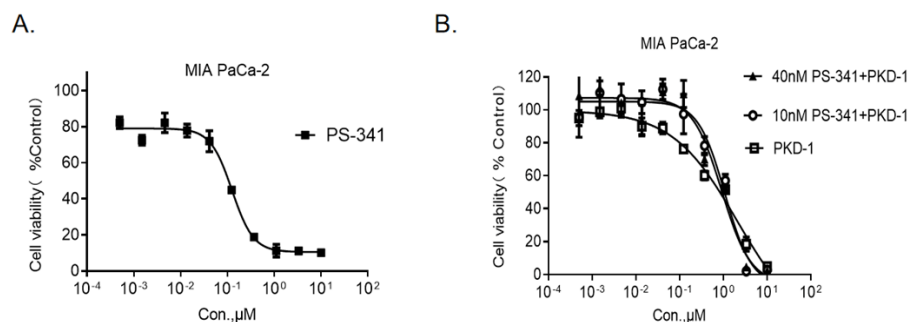 A.
MIA PaCa-2
Cell viability( %Control)
100
80
60
40
20
0
10⁻⁴ 10⁻³ 10⁻² 10⁻¹ 10⁰ 10¹ 10²
Con.,μM
PS-341
B.
MIA PaCa-2
Cell viability( % Control)
120
100
80
60
40
20
0
10⁻⁴ 10⁻³ 10⁻² 10⁻¹ 10⁰ 10¹ 10²
Con.,μM
40nM PS-341+PKD-1
10nM PS-341+PKD-1
PKD-1